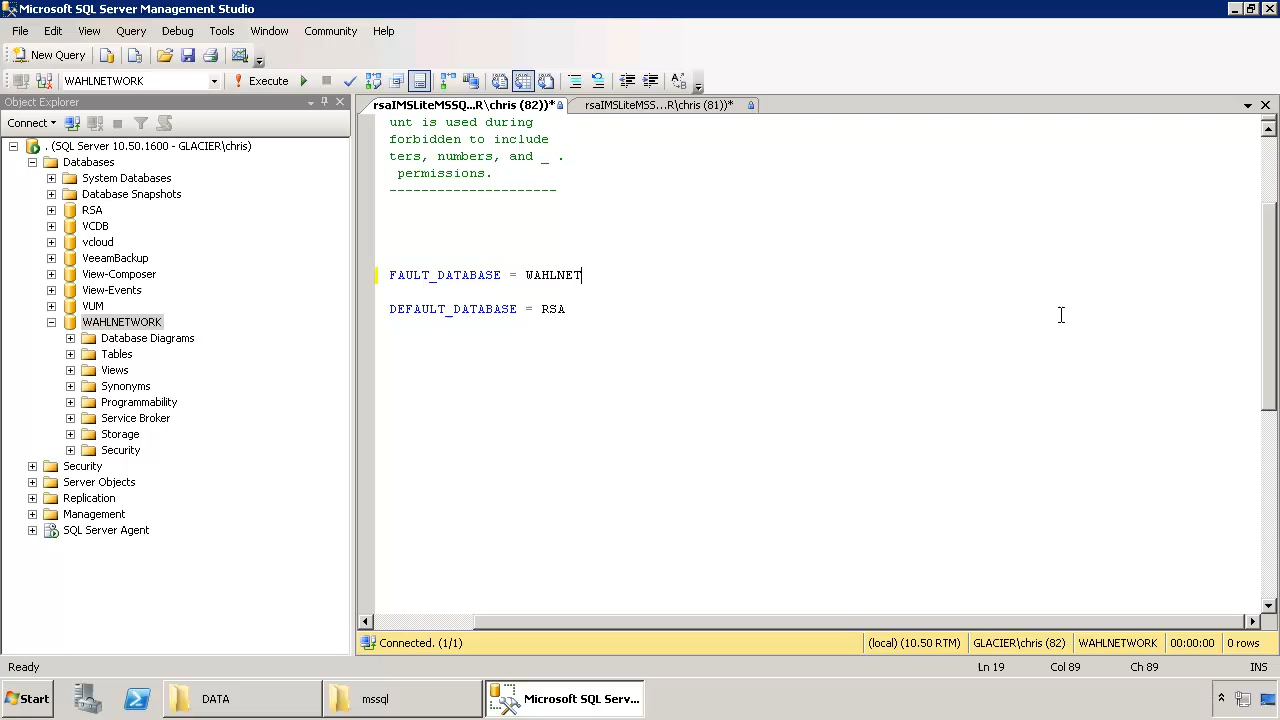 Microsoft SQL Server Management Studio
File Edit View Query Debug Tools Window Community Help
New Query
WAHLNETWORK Execute
Object Explorer
rsaIMSLiteMSSQ...R\chris (82))* rsaIMSLiteMSS...R\chris (81))*
Connect
. (SQL Server 10.50.1600 - GLACIER\chris)
Databases
System Databases
Database Snapshots
RSA
VCDB
vcloud
VeeamBackup
View-Composer
View-Events
VUM
WAHLNETWORK
Database Diagrams
Tables
Views
Synonyms
Programmability
Service Broker
Storage
Security
Security
Server Objects
Replication
Management
SQL Server Agent
unt is used during
forbidden to include
ters, numbers, and _ .
permissions.
---------------------
FAULT_DATABASE = WAHLNET
DEFAULT_DATABASE = RSA
Connected. (1/1) (local) (10.50 RTM) GLACIER\chris (82) WAHLNETWORK 00:00:00 0 rows
Ready Ln 19 Col 89 Ch 89 INS
Start DATA mssql Microsoft SQL Serv...